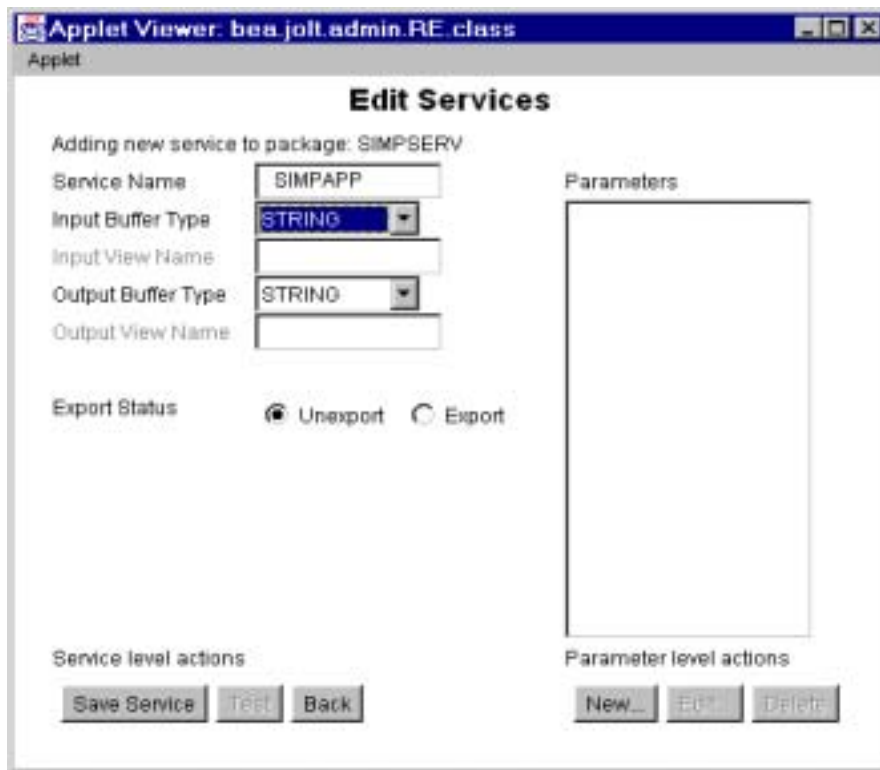 Applet Viewer: bea.jolt.admin.RE.class
Applet
Edit Services
Adding new service to package: SIMPSERV
Service Name SIMPAPP
Parameters
Input Buffer Type STRING
Input View Name
Output Buffer Type STRING
Output View Name
Export Status Unexport Export
Service level actions
Parameter level actions
Save Service Test Back
New... Edit... Delete